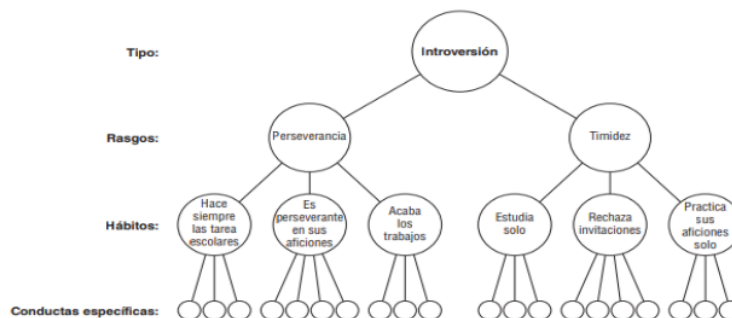 Tipo:
Introversión
Rasgos:
Perseverancia
Timidez
Hábitos:
Hace
siempre
las tarea
escolares
Es
perseverante
en sus
aficiones
Acaba
los
trabajos
Estudia
solo
Rechaza
invitaciones
Practica
sus
aficiones
solo
Conductas específicas: